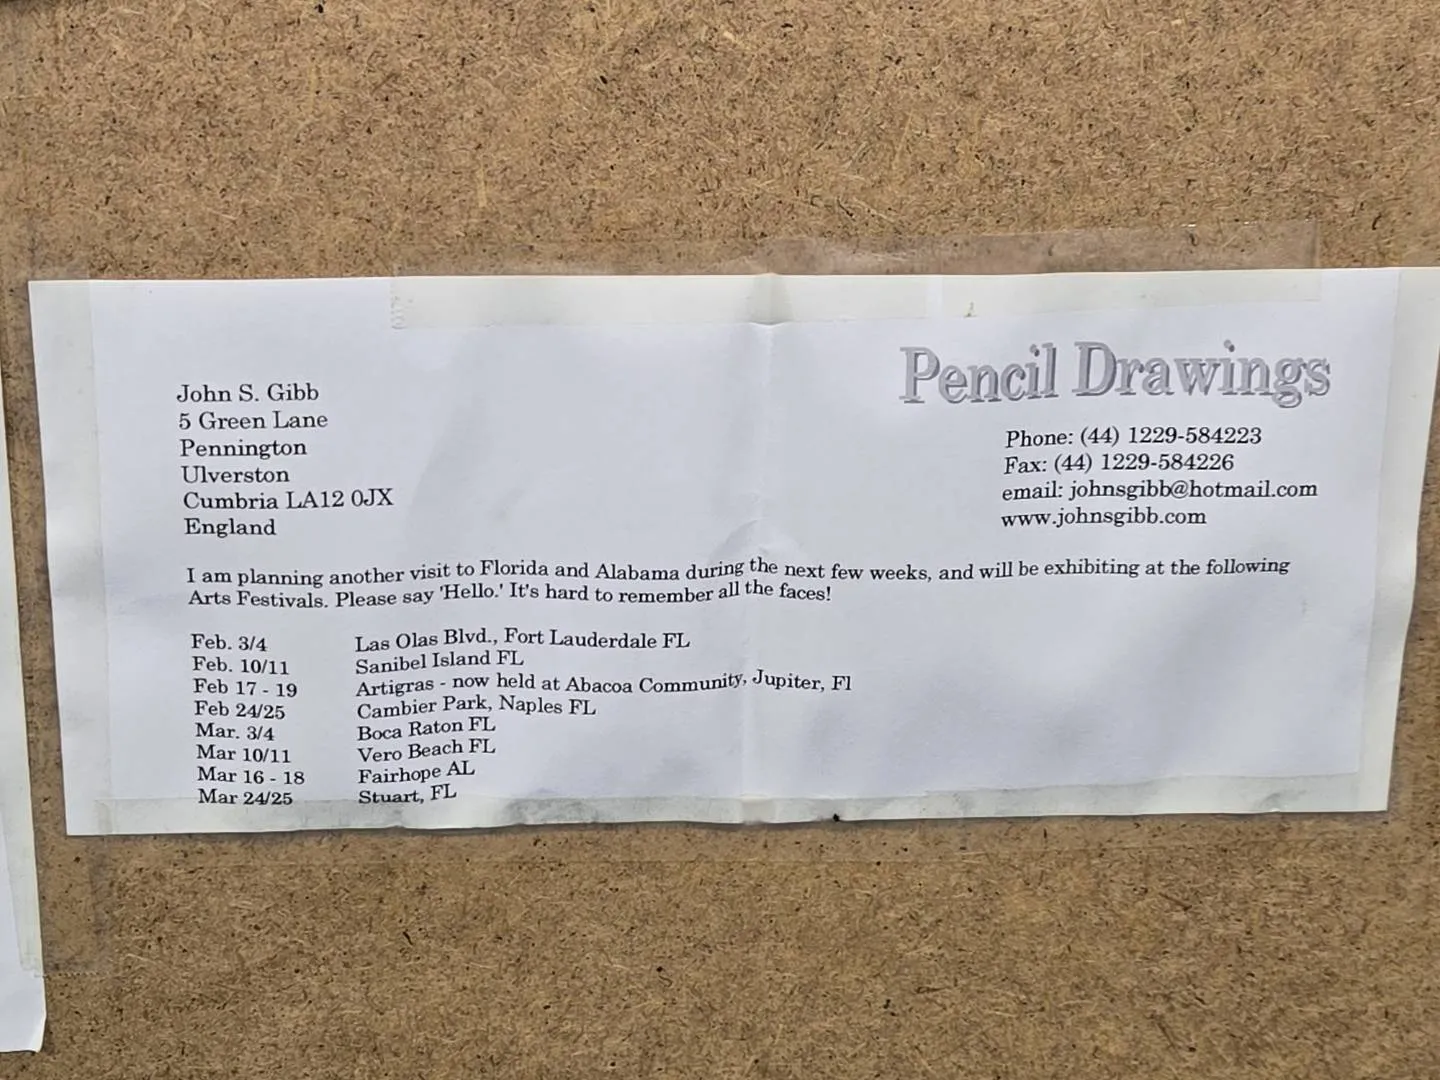 John S. Gibb
5 Green Lane
Pennington
Ulverston
Cumbria LA12 0JX
England
Pencil Drawings
Phone: (44) 1229-584223
Fax: (44) 1229-584226
email: johnsgibb@hotmail.com
www.johnsgibb.com
I am planning another visit to Florida and Alabama during the next few weeks, and will be exhibiting at the following
Arts Festivals. Please say 'Hello.' It's hard to remember all the faces!
Feb. 3/4 Las Olas Blvd., Fort Lauderdale FL
Feb. 10/11 Sanibel Island FL
Feb 17 - 19 Artigras - now held at Abacoa Community, Jupiter, Fl
Feb 24/25 Cambier Park, Naples FL
Mar. 3/4 Boca Raton FL
Mar 10/11 Vero Beach FL
Mar 16 - 18 Fairhope AL
Mar 24/25 Stuart, FL